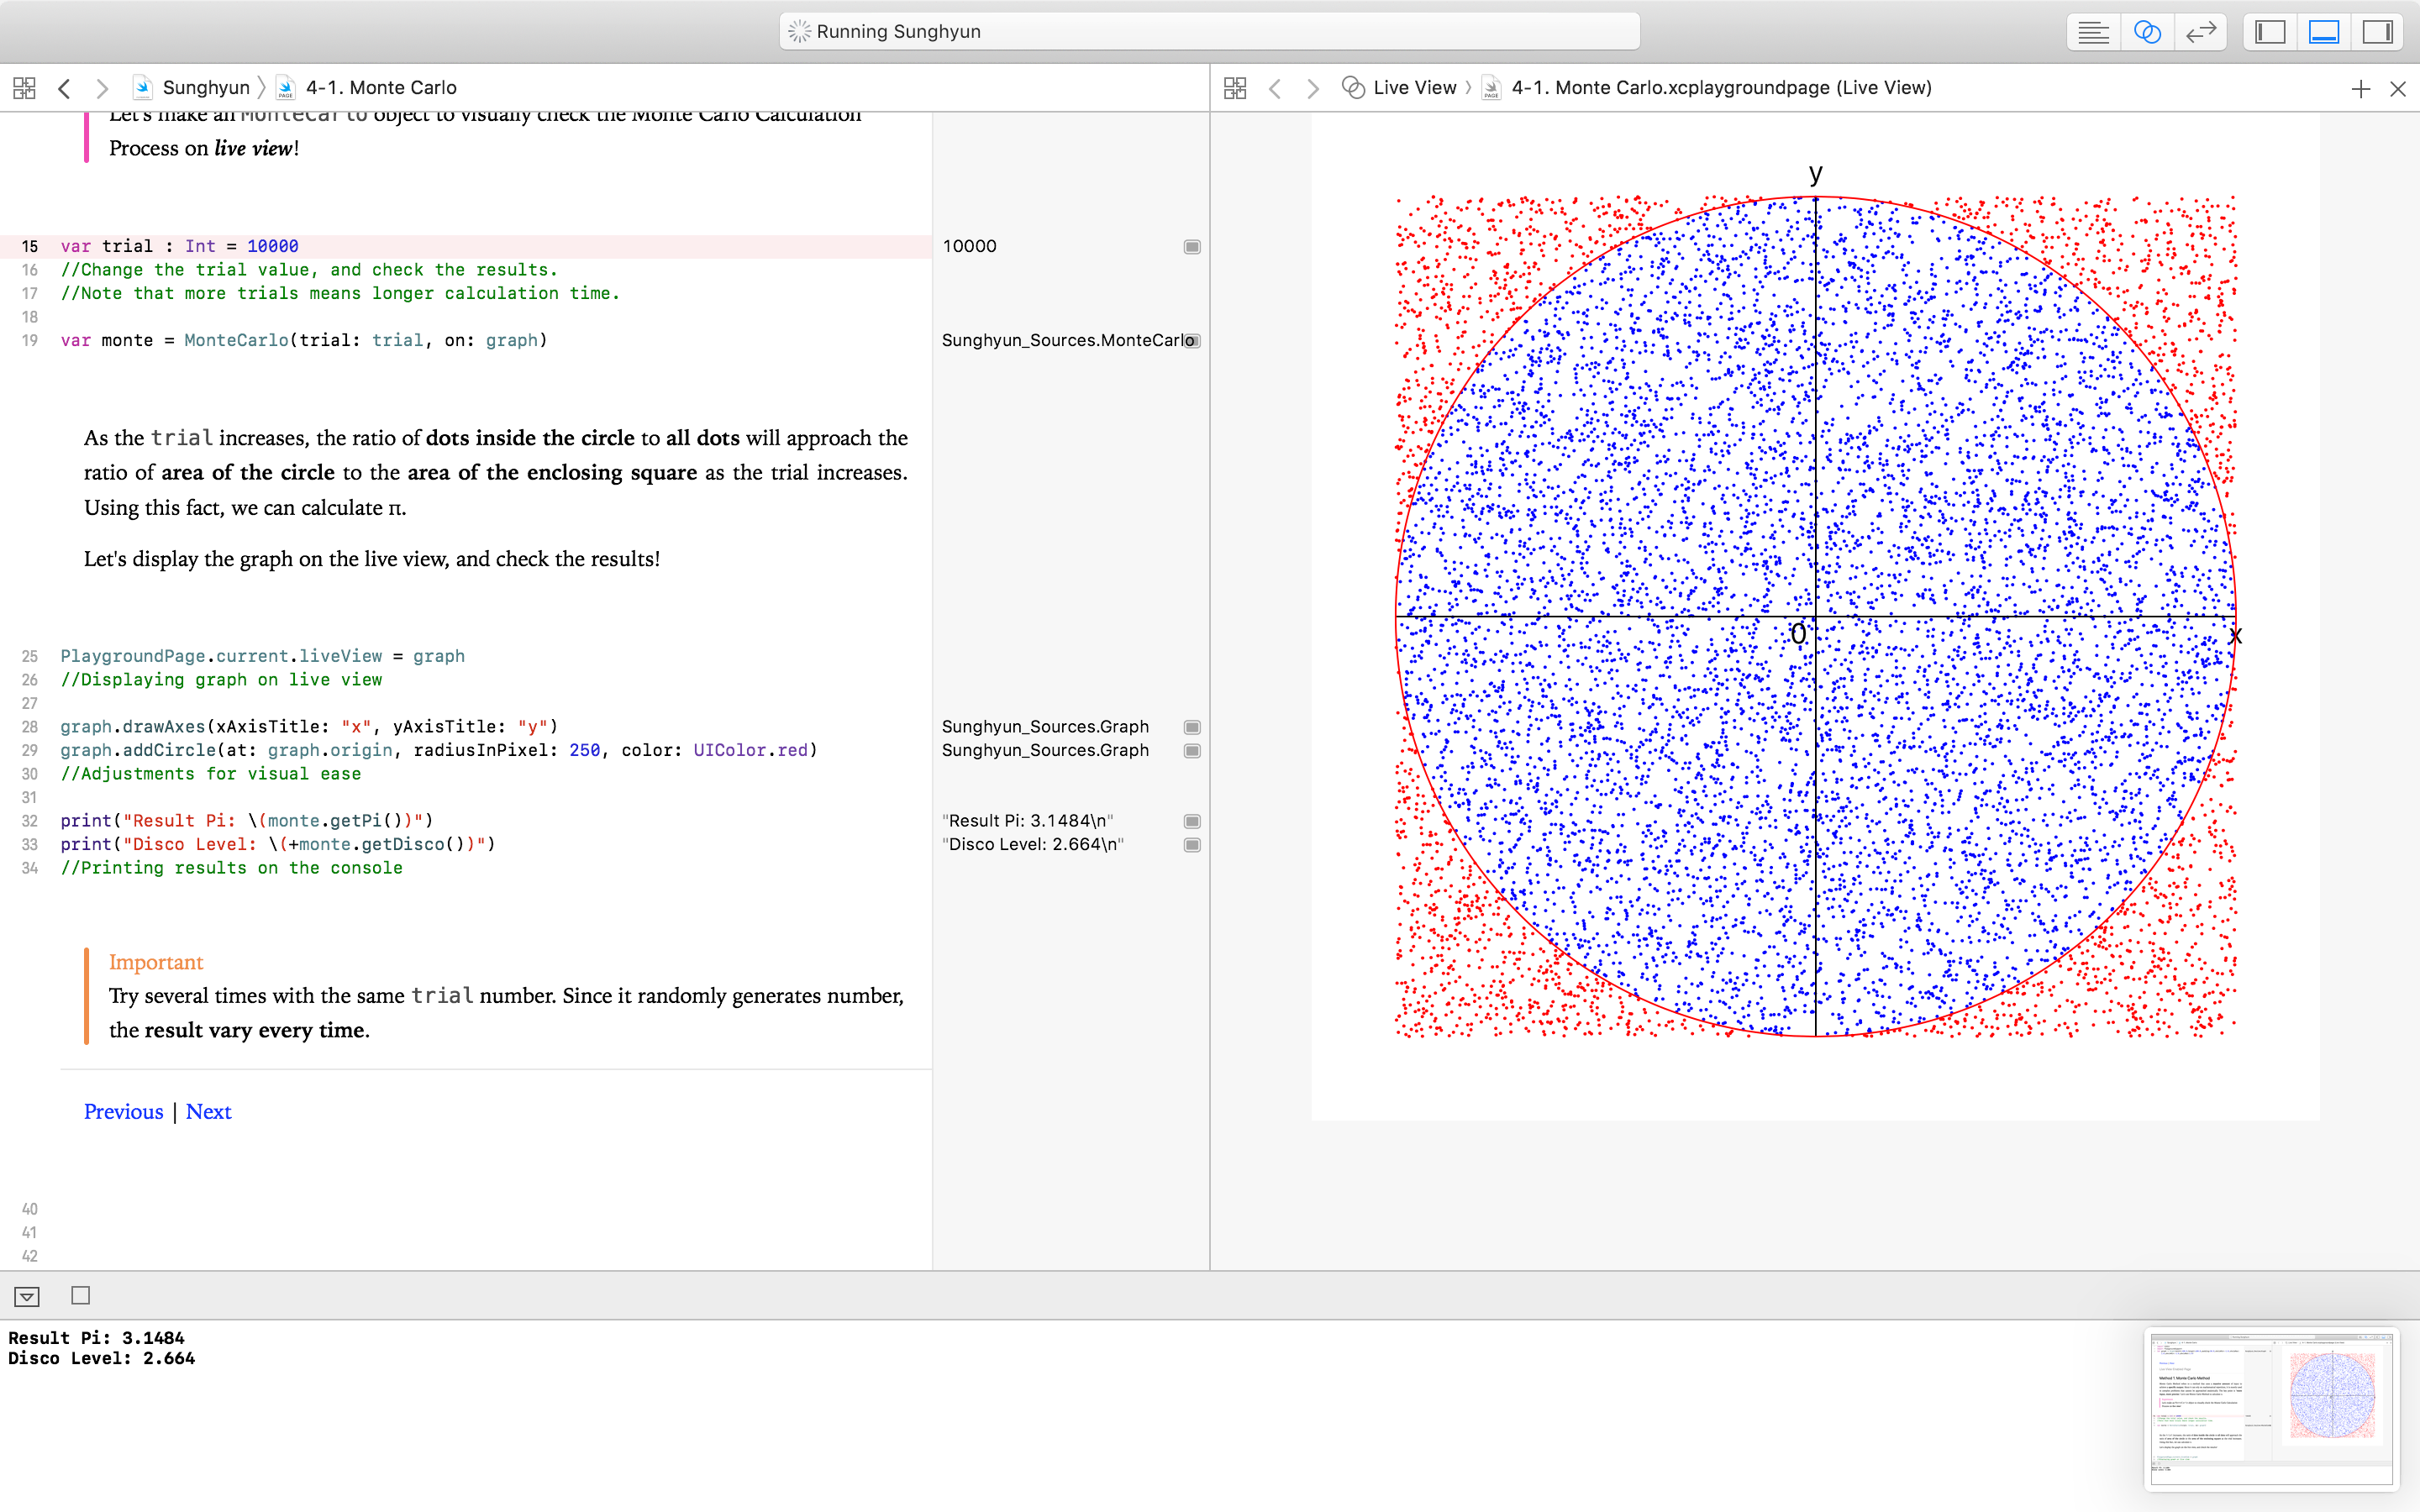 Running Sunghyun
Sunghyun 4-1. Monte Carlo
Live View 4-1. Monte Carlo.xcplaygroundpage (Live View)
Let's make an MonteCarlo object to visually check the Monte Carlo Calculation
Process on live view!
15 var trial : Int = 10000
10000
16 //Change the trial value, and check the results.
17 //Note that more trials means longer calculation time.
18
19 var monte = MonteCarlo(trial: trial, on: graph)
Sunghyun_Sources.MonteCarlo
As the trial increases, the ratio of dots inside the circle to all dots will approach the
ratio of area of the circle to the area of the enclosing square as the trial increases.
Using this fact, we can calculate π.
Let's display the graph on the live view, and check the results!
25 PlaygroundPage.current.liveView = graph
26 //Displaying graph on live view
27
28 graph.drawAxes(xAxisTitle: "x", yAxisTitle: "y")
Sunghyun_Sources.Graph
29 graph.addCircle(at: graph.origin, radiusInPixel: 250, color: UIColor.red)
Sunghyun_Sources.Graph
30 //Adjustments for visual ease
31
32 print("Result Pi: \(monte.getPi())")
"Result Pi: 3.1484\n"
33 print("Disco Level: \(+monte.getDisco())")
"Disco Level: 2.664\n"
34 //Printing results on the console
Important
Try several times with the same trial number. Since it randomly generates number,
the result vary every time.
Previous | Next
40
41
42
y
0
x
Result Pi: 3.1484
Disco Level: 2.664